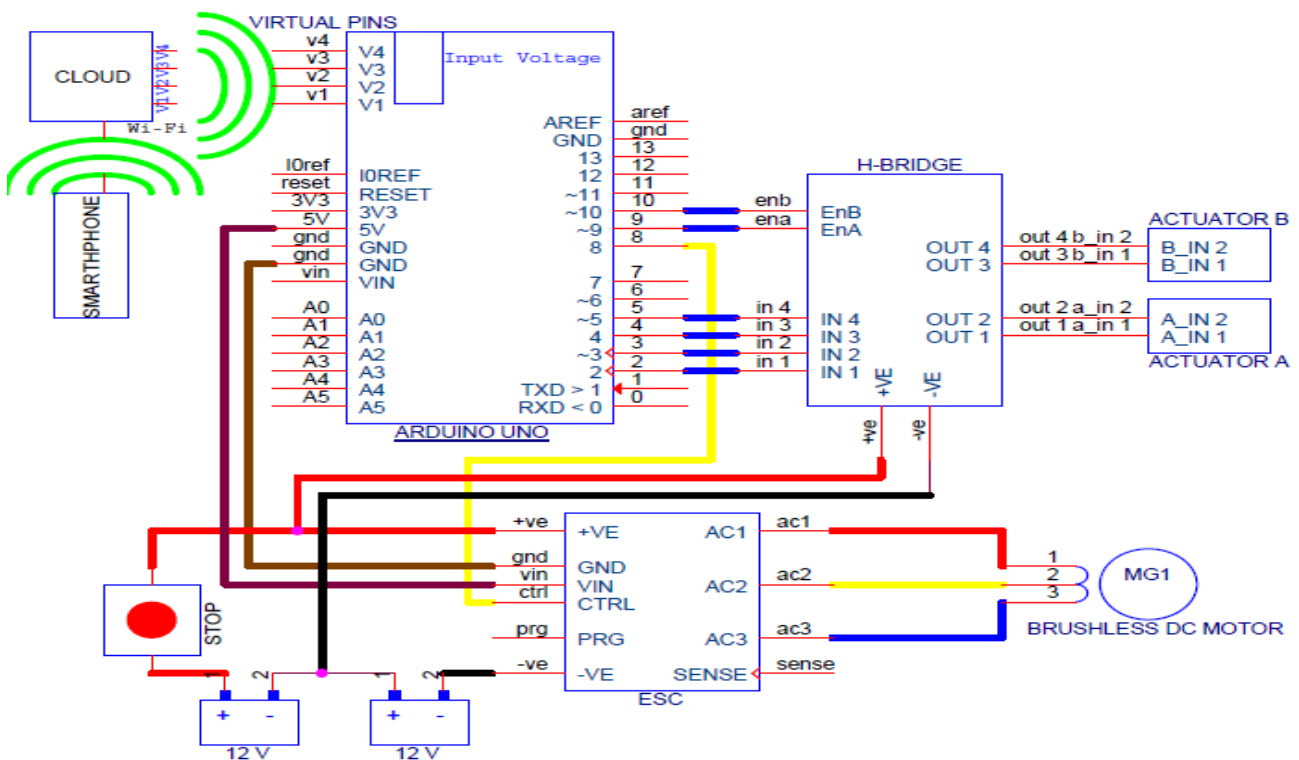 VIRTUAL PINS
CLOUD
V1V2V3V4
Wi-Fi
SMARTHPHONE
v4
v3
v2
v1
V4
V3
V2
V1
Input Voltage
I0ref
reset
3V3
5V
gnd
gnd
vin
I0REF
RESET
3V3
5V
GND
GND
VIN
A0
A1
A2
A3
A4
A5
A0
A1
A2
A3
A4
A5
AREF
GND
13
12
~11
~10
~9
8
7
~6
~5
4
~3
2
TXD > 1
RXD < 0
aref
gnd
13
12
11
10
9
8
7
6
5
4
3
2
1
0
ARDUINO UNO
enb
ena
in 4
in 3
in 2
in 1
H-BRIDGE
EnB
EnA
IN 4
IN 3
IN 2
IN 1
OUT 4
OUT 3
OUT 2
OUT 1
+VE
-VE
+ve
-ve
out 4 b_in 2
out 3 b_in 1
out 2 a_in 2
out 1 a_in 1
ACTUATOR B
B_IN 2
B_IN 1
A_IN 2
A_IN 1
ACTUATOR A
STOP
+ve
gnd
vin
ctrl
prg
-ve
+VE
GND
VIN
CTRL
PRG
-VE
AC1
AC2
AC3
SENSE
ac1
ac2
ac3
sense
ESC
1
2
3
MG1
BRUSHLESS DC MOTOR
1
2
+ -
12 V
1
2
+ -
12 V